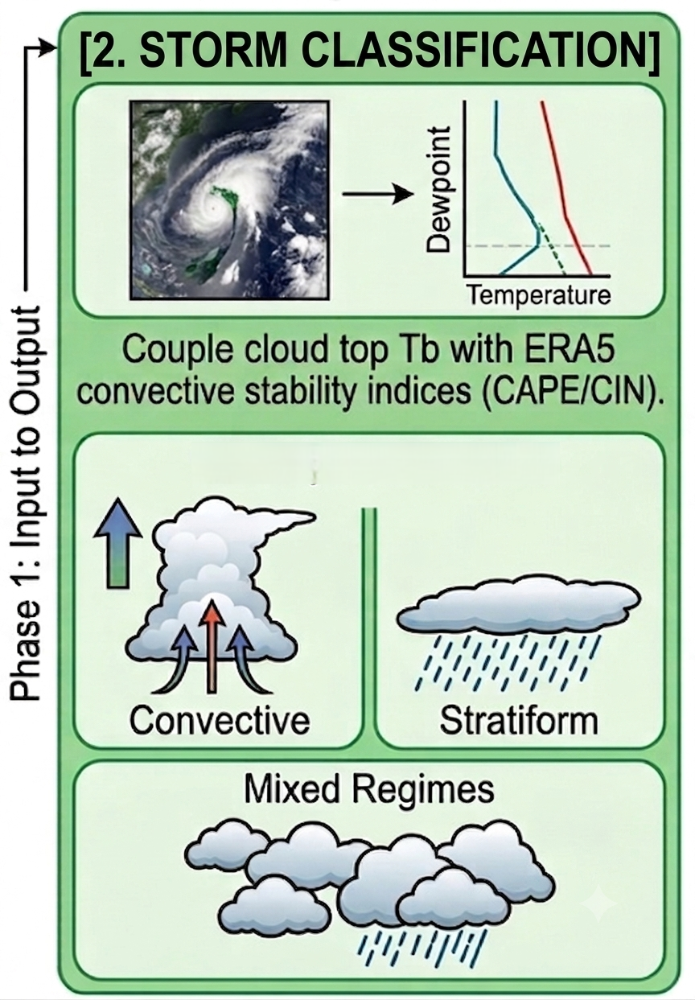 [2. STORM CLASSIFICATION]
Dewpoint
Temperature
Couple cloud top Tb with ERA5
convective stability indices (CAPE/CIN).
Phase 1: Input to Output
Convective
Stratiform
Mixed Regimes